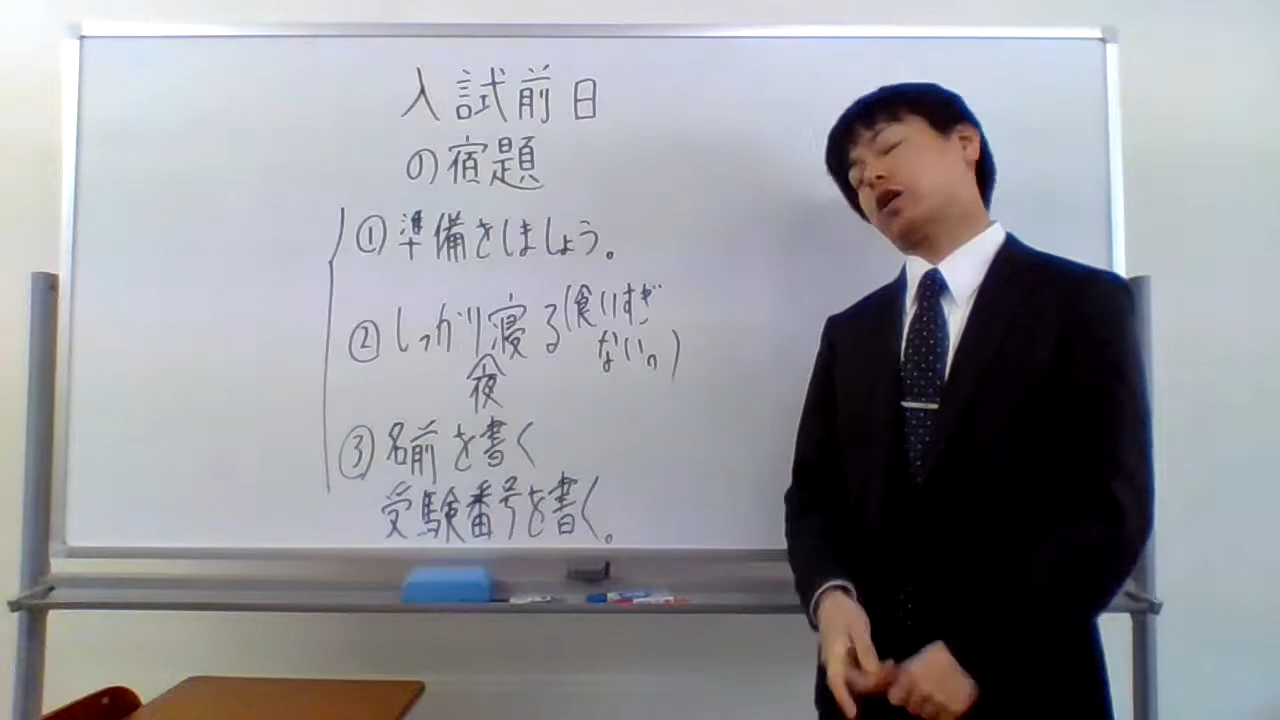 入試前日
の宿題
①準備をしましょう。
②しっかり寝る(食いすぎ
ない。)
夜
③名前を書く
受験番号を書く。